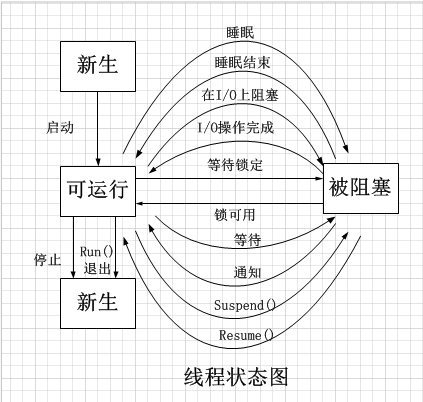 睡眠
新生
睡眠结束
在I/O上阻塞
启动
I/O操作完成
等待锁定
可运行
被阻塞
锁可用
等待
停止
Run()
退出
通知
新生
Suspend()
Resume()
线程状态图